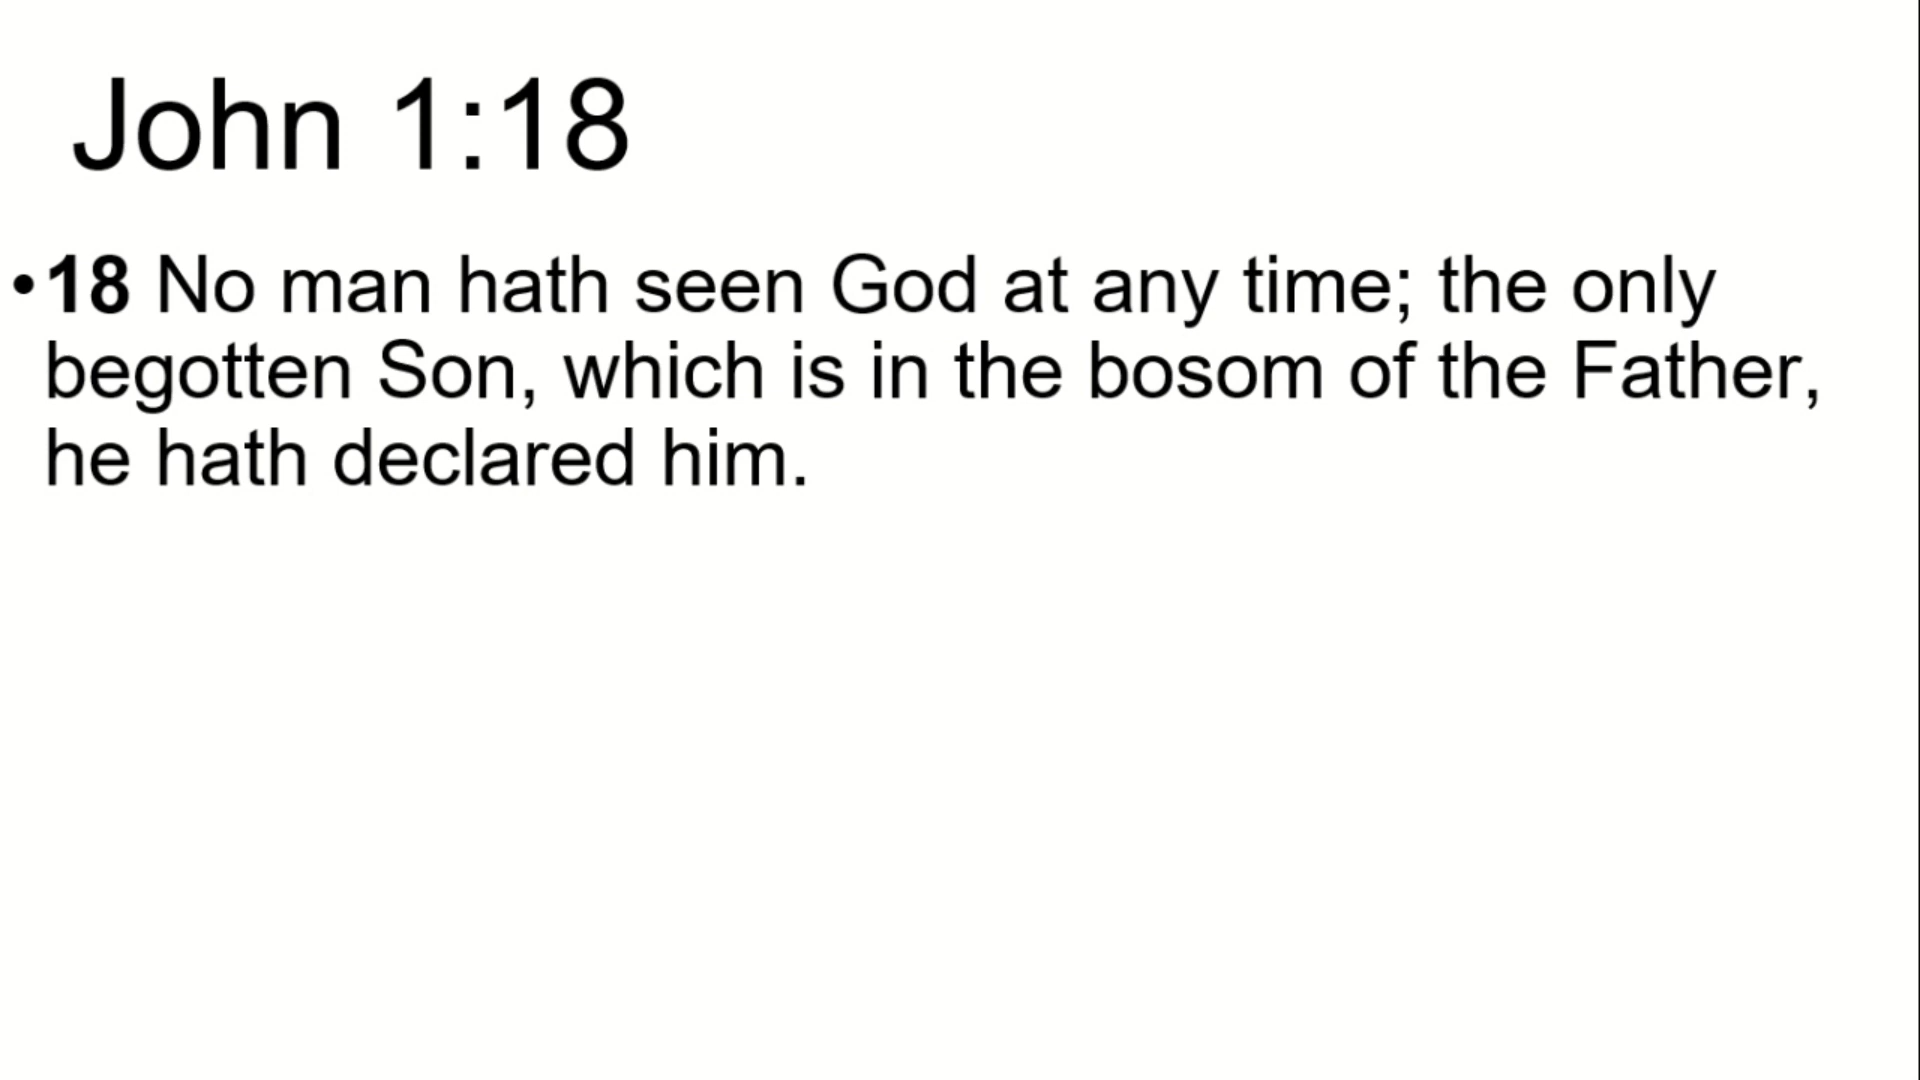 John 1:18
•18 No man hath seen God at any time; the only
begotten Son, which is in the bosom of the Father,
he hath declared him.